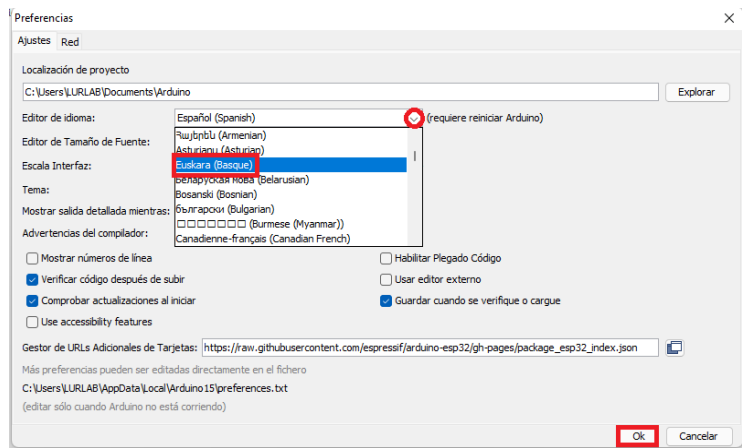 Preferencias
Ajustes Red
Localización de proyecto
C:\Users\LURLAB\Documents\Arduino Explorar
Editor de idioma: Español (Spanish) (requiere reiniciar Arduino)
Հայերեն (Armenian)
Editor de Tamaño de Fuente: Asturianu (Asturian)
Escala Interfaz: Euskara (Basque)
Беларуская мова (Belarusian)
Tema: Bosanski (Bosnian)
Mostrar salida detallada mientras: български (Bulgarian)
□□□□□□□ (Burmese (Myanmar))
Advertencias del compilador: Canadienne-français (Canadian French)
Mostrar números de línea Habilitar Plegado Código
Verificar código después de subir Usar editor externo
Comprobar actualizaciones al iniciar Guardar cuando se verifique o cargue
Use accessibility features
Gestor de URLs Adicionales de Tarjetas: https://raw.githubusercontent.com/espressif/arduino-esp32/gh-pages/package_esp32_index.json
Más preferencias pueden ser editadas directamente en el fichero
C:\Users\LURLAB\AppData\Local\Arduino15\preferences.txt
(editar sólo cuando Arduino no está corriendo)
Ok Cancelar